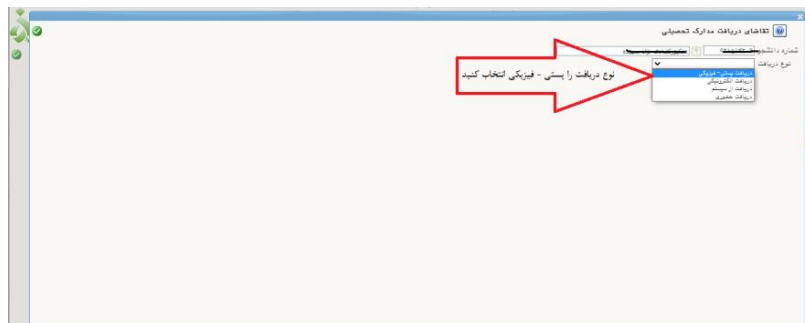 تقاضای دریافت مدارک تحصیلی
شماره دانشجو
نوع دریافت
دریافت پستی- فیزیکی
دریافت الکترونیکی
دریافت از سیستم
دریافت حضوری
نوع دریافت را پستی - فیزیکی انتخاب کنید